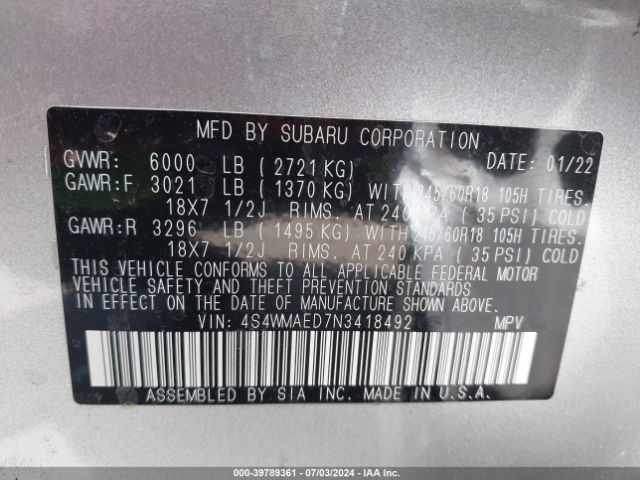 MFD BY SUBARU CORPORATION
GVWR: 6000 LB ( 2721 KG) DATE: 01/22
GAWR:F 3021 LB ( 1370 KG) WITH 245/60R18 105H TIRES.
18X7 1/2J RIMS. AT 240 KPA ( 35 PSI) COLD
GAWR:R 3296 LB ( 1495 KG) WITH 245/60R18 105H TIRES.
18X7 1/2J RIMS. AT 240 KPA ( 35 PSI) COLD
THIS VEHICLE CONFORMS TO ALL APPLICABLE FEDERAL MOTOR
VEHICLE SAFETY AND THEFT PREVENTION STANDARDS
IN EFFECT ON THE DATE OF MANUFACTURE SHOWN ABOVE.
VIN: 4S4WMAED7N3418492 MPV
ASSEMBLED BY SIA INC. MADE IN U.S.A.
000-39789361 - 07/03/2024 - IAA Inc.